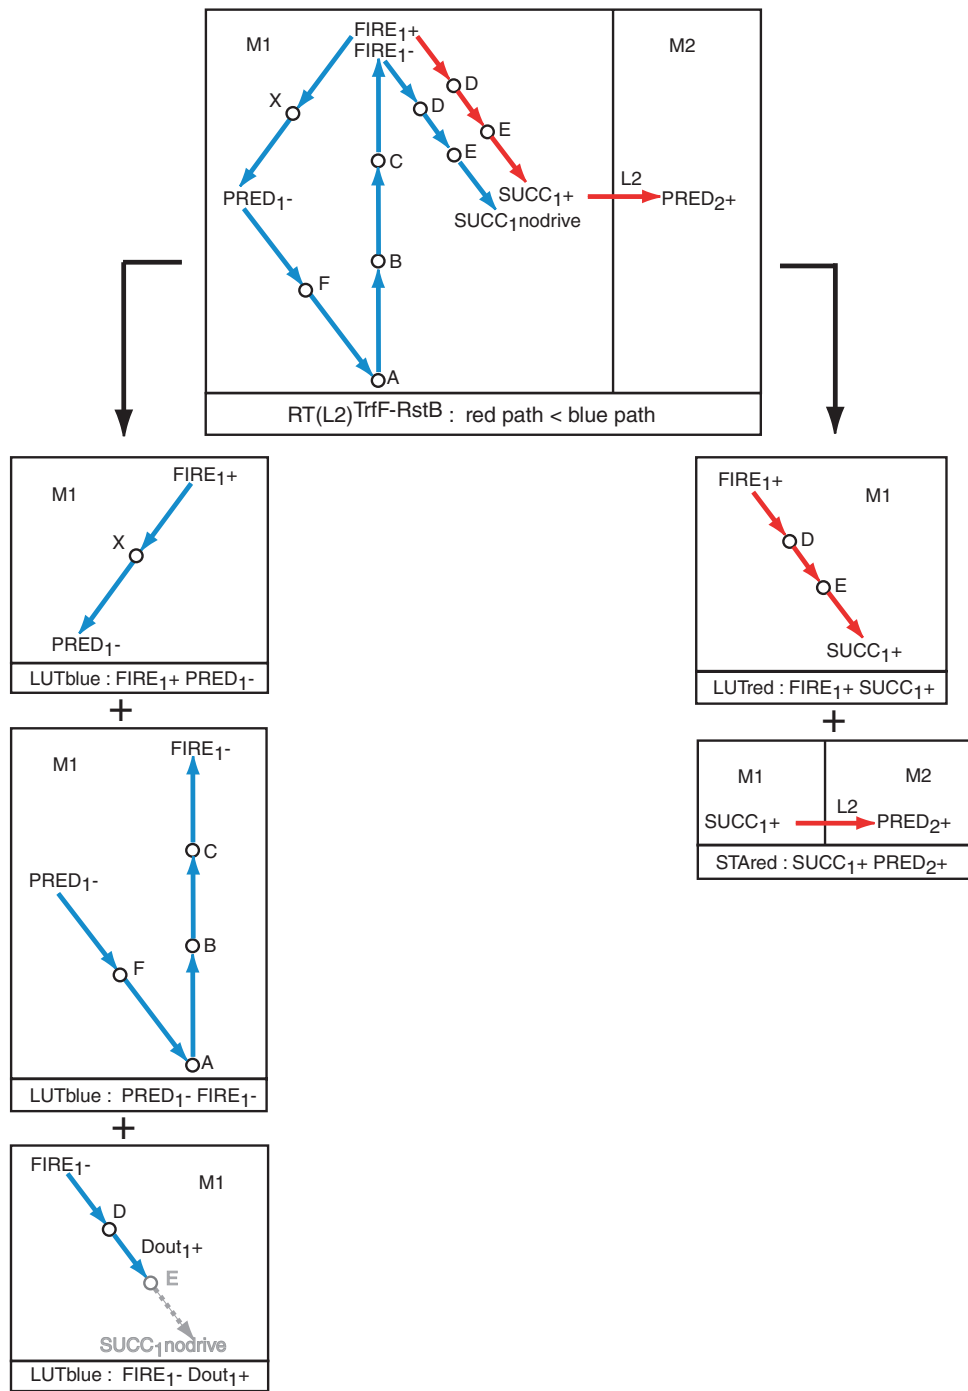 M1
FIRE1+
FIRE1-
M2
X
D
D
E
E
C
PRED1-
SUCC1+
L2
PRED2+
SUCC1nodrive
B
F
A
RT(L2)TrfF-RstB : red path < blue path
FIRE1+
M1
X
PRED1-
LUTblue : FIRE1+ PRED1-
+
FIRE1-
M1
C
PRED1-
B
F
A
LUTblue : PRED1- FIRE1-
+
FIRE1-
M1
D
Dout1+
E
SUCC1nodrive
LUTblue : FIRE1- Dout1+
FIRE1+
M1
D
E
SUCC1+
LUTred : FIRE1+ SUCC1+
+
M1
M2
L2
SUCC1+
PRED2+
STAred : SUCC1+ PRED2+